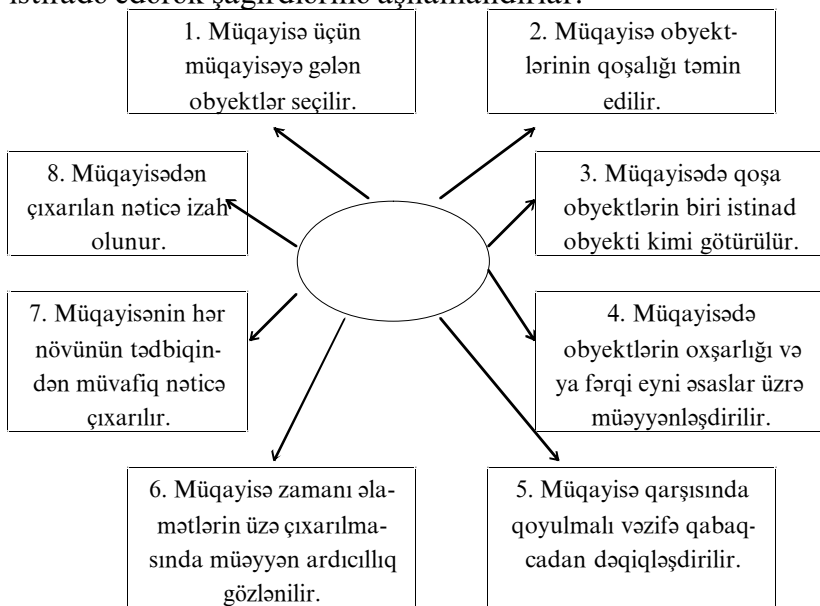 istifadə edərək şagirdlərinə aşılamalıdırlar:
1. Müqayisə üçün
müqayisəyə gələn
obyektlər seçilir.
2. Müqayisə obyekt-
lərinin qoşalığı təmin
edilir.
8. Müqayisədən
çıxarılan nəticə izah
olunur.
3. Müqayisədə qoşa
obyektlərin biri istinad
obyekti kimi götürülür.
7. Müqayisənin hər
növünün tədbiqin-
dən müvafiq nəticə
çıxarılır.
4. Müqayisədə
obyektlərin oxşarlığı və
ya fərqi eyni əsaslar üzrə
müəyyənləşdirilir.
6. Müqayisə zamanı əla-
mətlərin üzə çıxarılma-
sında müəyyən ardıcıllıq
gözlənilir.
5. Müqayisə qarşısında
qoyulmalı vəzifə qabaq-
cadan dəqiqləşdirilir.